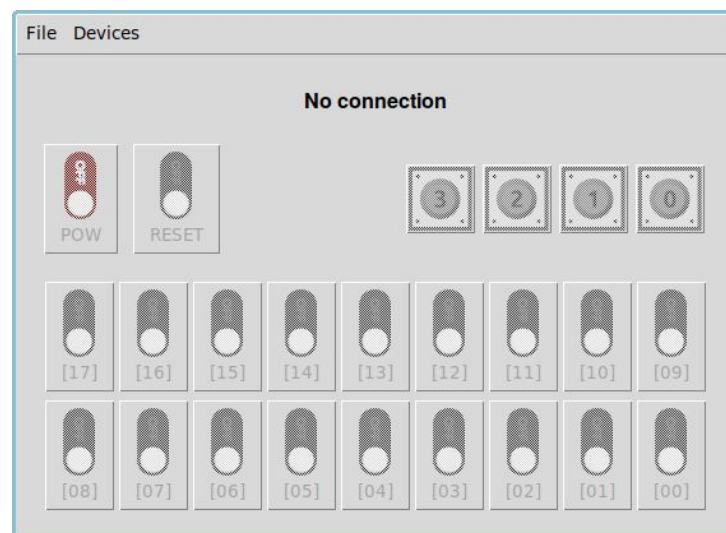 File Devices
No connection
OFF
POW RESET 3 2 1 0
[17] [16] [15] [14] [13] [12] [11] [10] [09]
[08] [07] [06] [05] [04] [03] [02] [01] [00]